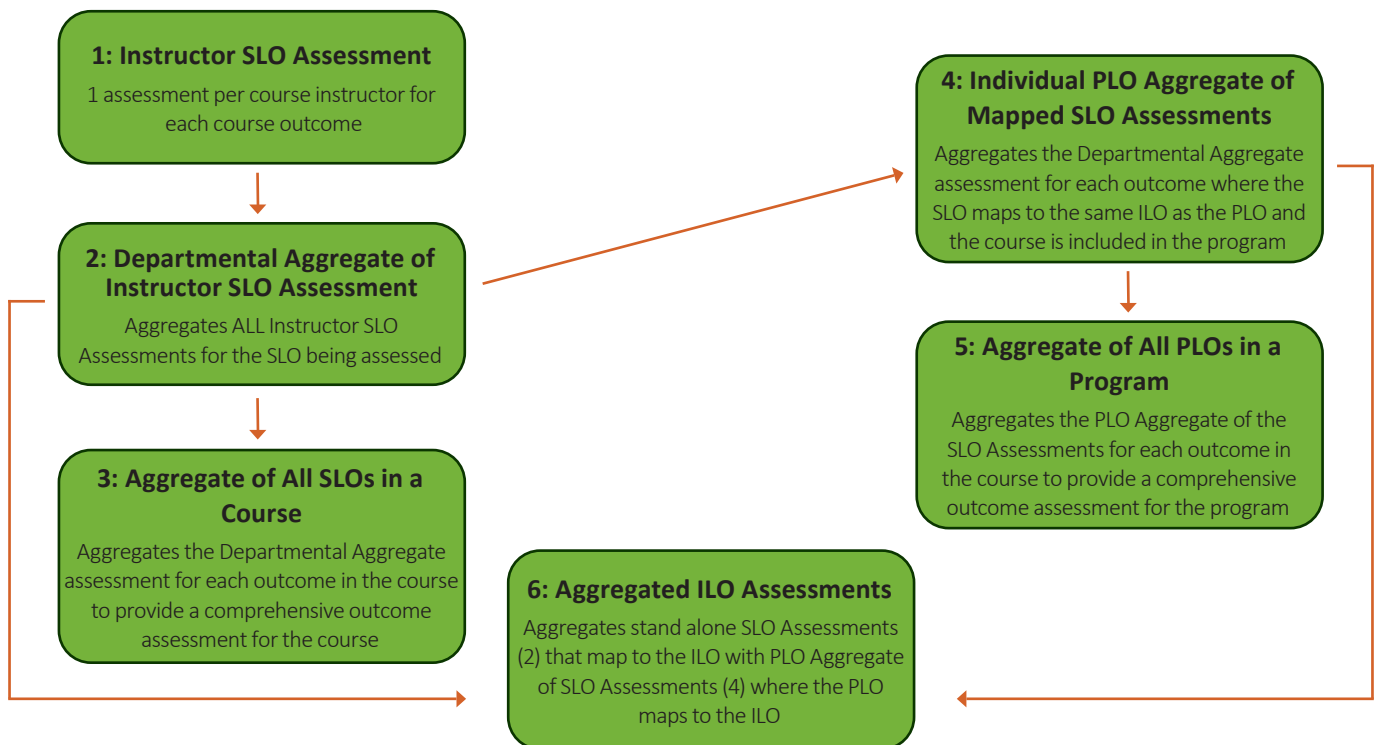 1: Instructor SLO Assessment
1 assessment per course instructor for
each course outcome
2: Departmental Aggregate of
Instructor SLO Assessment
Aggregates ALL Instructor SLO
Assessments for the SLO being assessed
3: Aggregate of All SLOs in a
Course
Aggregates the Departmental Aggregate
assessment for each outcome in the course
to provide a comprehensive outcome
assessment for the course
4: Individual PLO Aggregate of
Mapped SLO Assessments
Aggregates the Departmental Aggregate
assessment for each outcome where the
SLO maps to the same ILO as the PLO and
the course is included in the program
5: Aggregate of All PLOs in a
Program
Aggregates the PLO Aggregate of the
SLO Assessments for each outcome in
the course to provide a comprehensive
outcome assessment for the program
6: Aggregated ILO Assessments
Aggregates stand alone SLO Assessments
(2) that map to the ILO with PLO Aggregate
of SLO Assessments (4) where the PLO
maps to the ILO